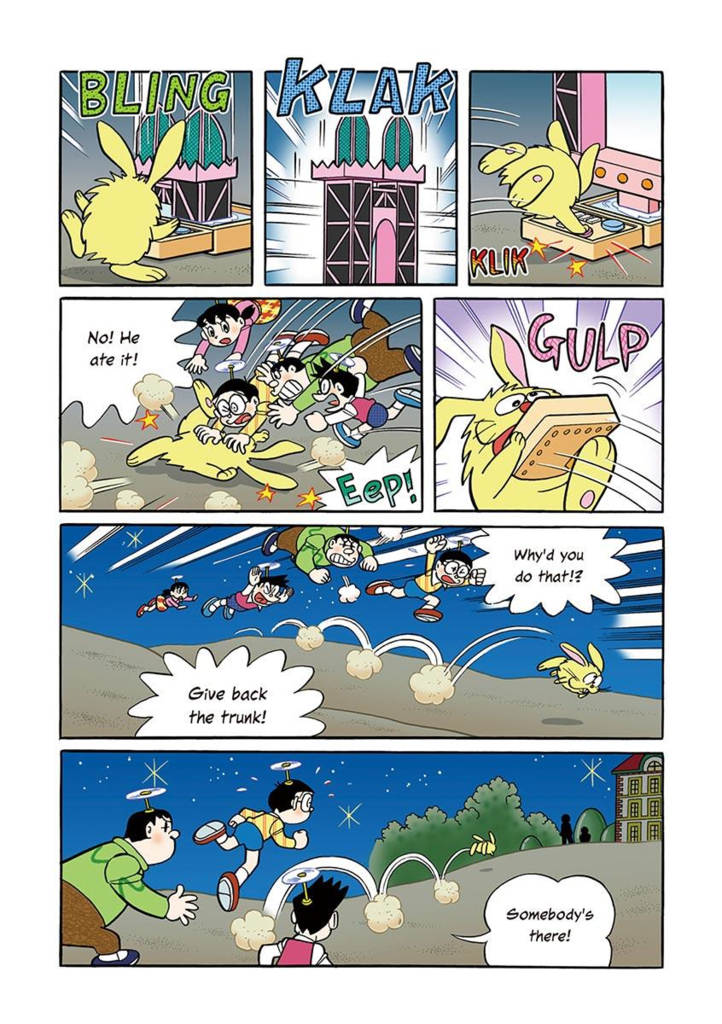 KLIK
KLAK
BLING
GULP
No! He
ate it!
Eep!
Why'd you
do that!?
Give back
the trunk!
Somebody's
there!